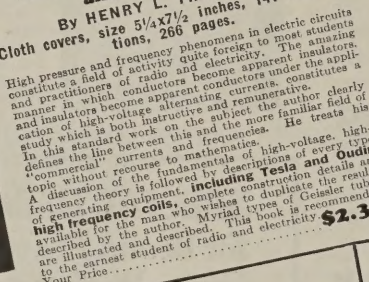 By HENRY L.
Cloth covers, size 5¼x7½ inches,
tions, 266 pages.
High pressure and frequency phenomena in electric circuits
constitute a field of activity quite foreign to most students
and practitioners of radio and electricity. The amazing
manner in which conductors become apparent insulators,
and insulators become apparent conductors under the appli-
cation of high-voltage alternating currents, constitutes a
study which is both instructive and remunerative.
In this standard work on the subject the author clearly
defines the line between this and the more familiar field of
"commercial" currents and frequencies. He treats his
topic without recourse to mathematics.
A discussion of the fundamentals of high-voltage, high-
frequency theory is followed by descriptions of every typ
of generating equipment, including Tesla and Oudi
high frequency coils, complete construction details ar
available for the man who wishes to duplicate the resul
described by the author. Myriad types of Geissler tub
are illustrated and described. This book is recommend
to the earnest student of radio and electricity.
Your Price.................... $2.3